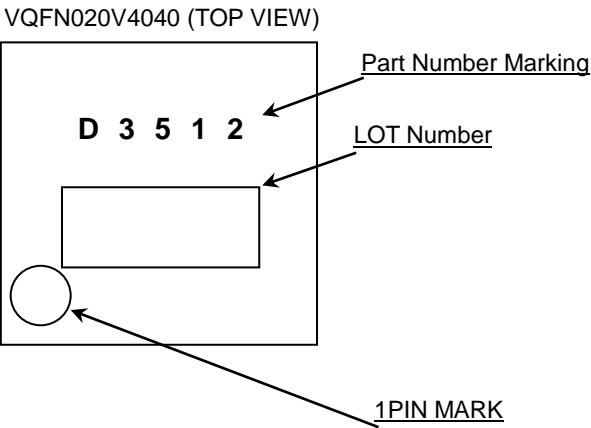 VQFN020V4040 (TOP VIEW)
Part Number Marking
D 3 5 1 2
LOT Number
1PIN MARK